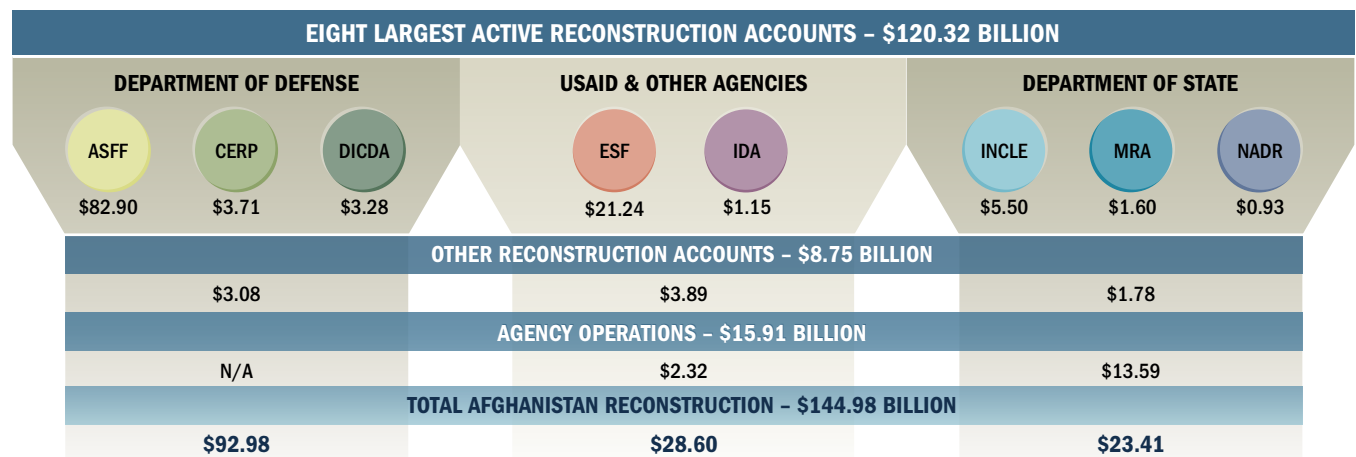 EIGHT LARGEST ACTIVE RECONSTRUCTION ACCOUNTS – $120.32 BILLION
DEPARTMENT OF DEFENSE
ASFF CERP DICDA
$82.90 $3.71 $3.28
USAID & OTHER AGENCIES
ESF IDA
$21.24 $1.15
DEPARTMENT OF STATE
INCLE MRA NADR
$5.50 $1.60 $0.93
OTHER RECONSTRUCTION ACCOUNTS – $8.75 BILLION
$3.08 $3.89 $1.78
AGENCY OPERATIONS – $15.91 BILLION
N/A $2.32 $13.59
TOTAL AFGHANISTAN RECONSTRUCTION – $144.98 BILLION
$92.98 $28.60 $23.41